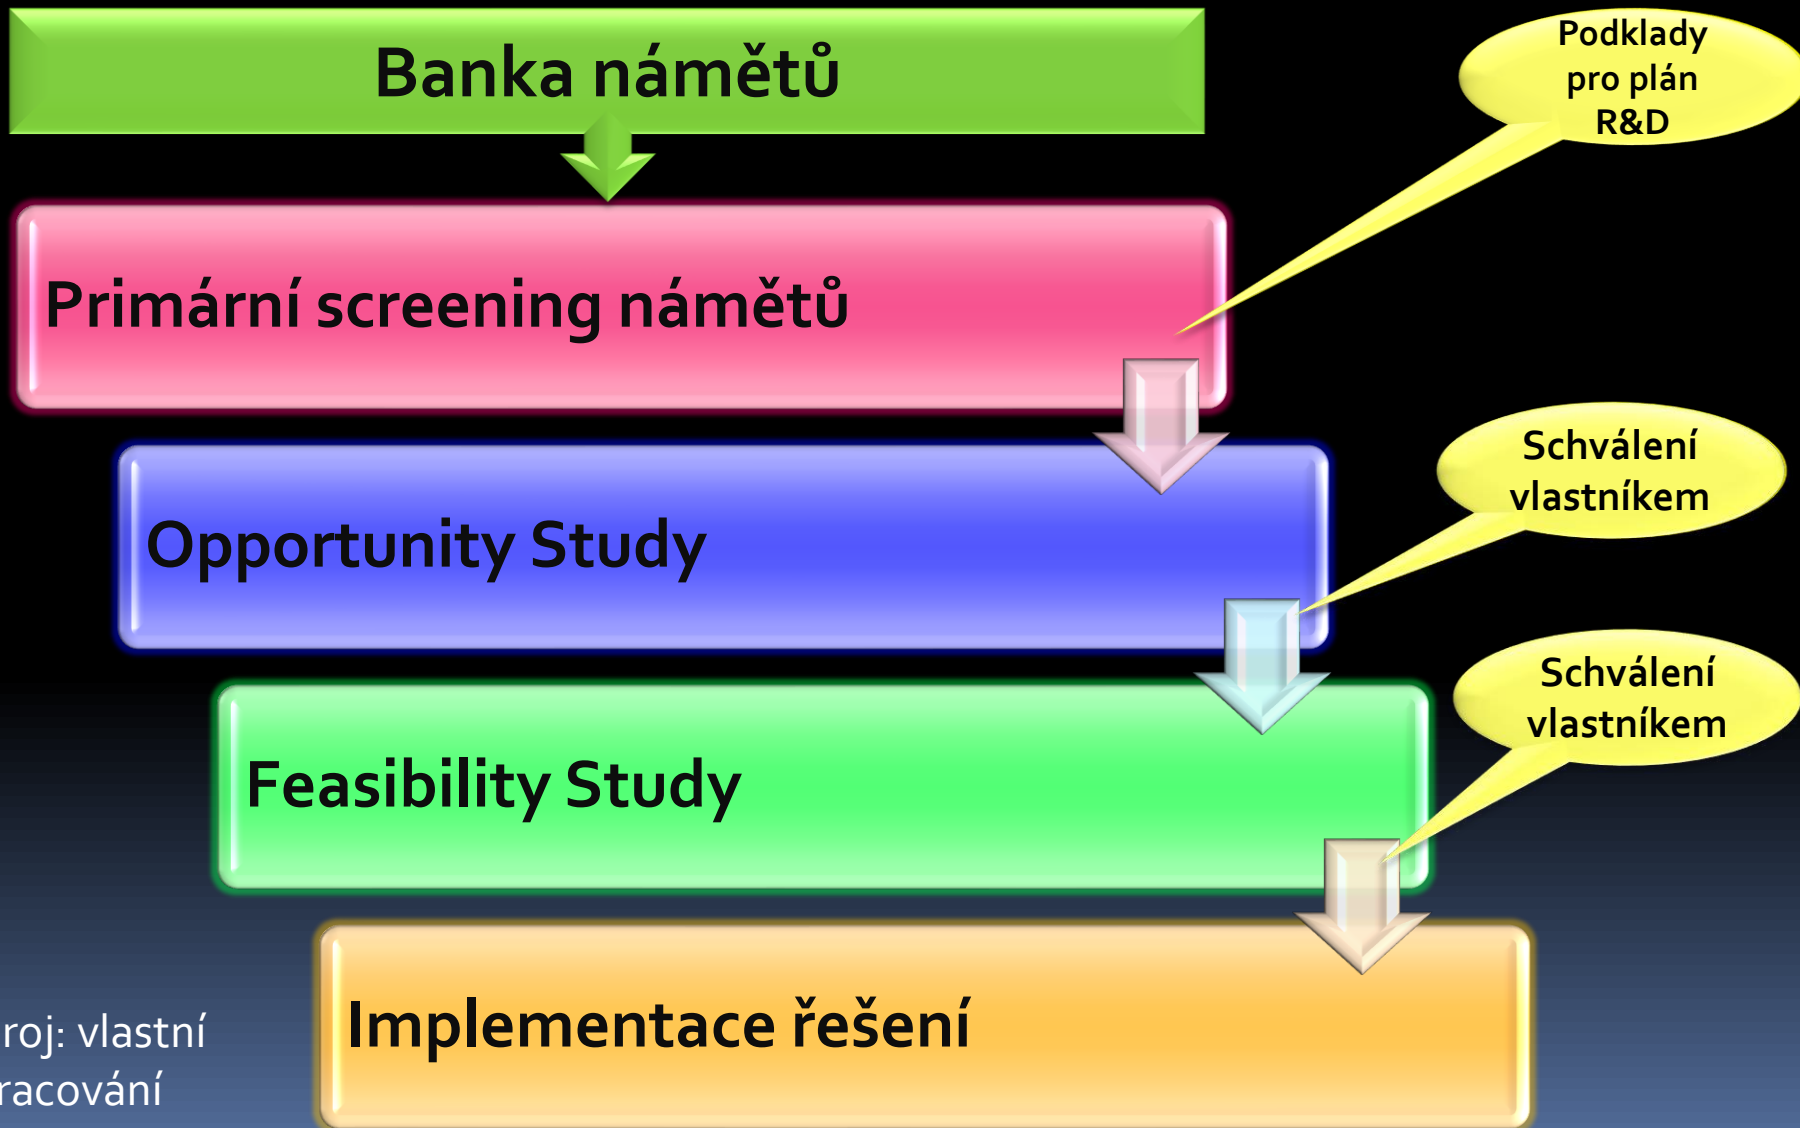 Banka námětů
Podklady
pro plán
R&D
Primární screening námětů
Opportunity Study
Schválení
vlastníkem
Feasibility Study
Schválení
vlastníkem
Implementace řešení
roj: vlastní
racování